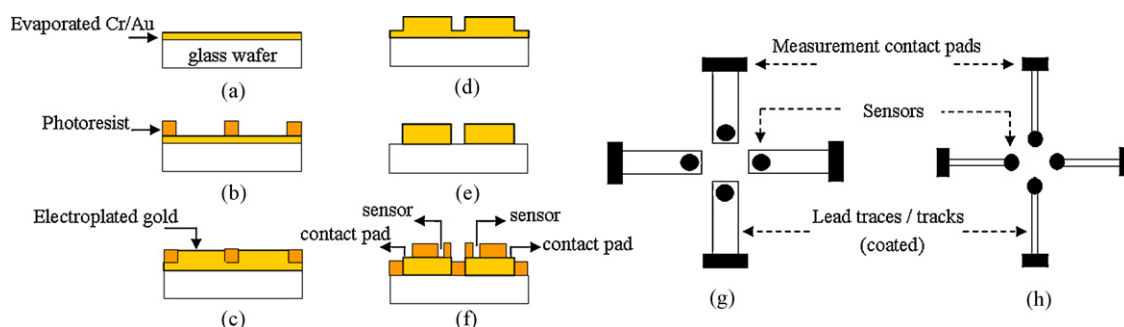 Evaporated Cr/Au
glass wafer
(a)
Photoresist
(b)
Electroplated gold
(c)
(d)
(e)
sensor
sensor
contact pad
contact pad
(f)
Measurement contact pads
Sensors
Lead traces / tracks
(coated)
(g)
(h)